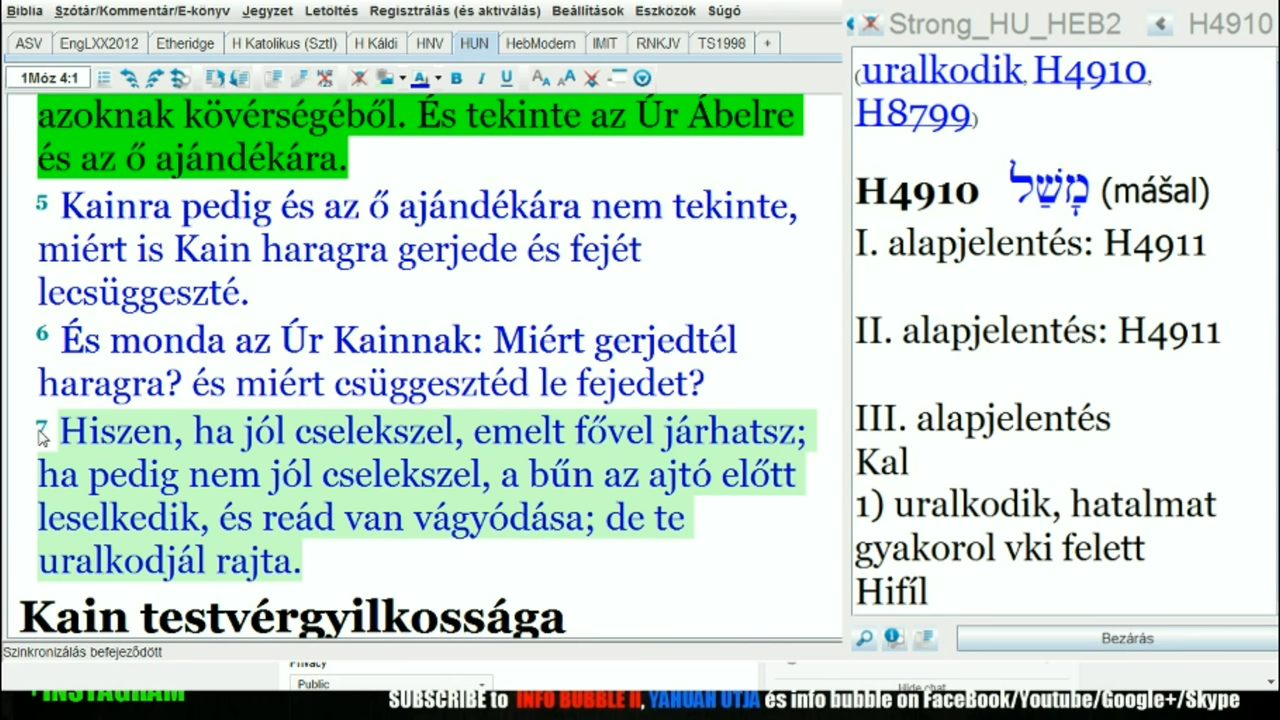 Biblia Szótár/Kommentár/E-könyv Jegyzet Letöltés Regisztrálás (és aktiválás) Beállítások Eszközök Súgó
ASV EngLXX2012 Etheridge H Katolikus (Sztl) H Káldi HNV HUN HebModern IMIT RNKJV TS1998 +
1Móz 4:1
azoknak kövérségéből. És tekinte az Úr Ábelre
és az ő ajándékára.
5 Kainra pedig és az ő ajándékára nem tekinte,
miért is Kain haragra gerjede és fejét
lecsüggeszté.
6 És monda az Úr Kainnak: Miért gerjedtél
haragra? és miért csüggesztéd le fejedet?
7 Hiszen, ha jól cselekszel, emelt fővel járhatsz;
ha pedig nem jól cselekszel, a bűn az ajtó előtt
leselkedik, és reád van vágyódása; de te
uralkodjál rajta.
Kain testvérgyilkossága
Szinkronizálás befejeződött
Strong_HU_HEB2 H4910
(uralkodik, H4910,
H8799)
H4910 מָשַׁל (mášal)
I. alapjelentés: H4911
II. alapjelentés: H4911
III. alapjelentés
Kal
1) uralkodik, hatalmat
gyakorol vki felett
Hifíl
Bezárás
Privacy
Public
Hide chat
INSTAGRAM
SUBSCRIBE to INFO BUBBLE II, YAHUAH UTJA és info bubble on FaceBook/Youtube/Google+/Skype